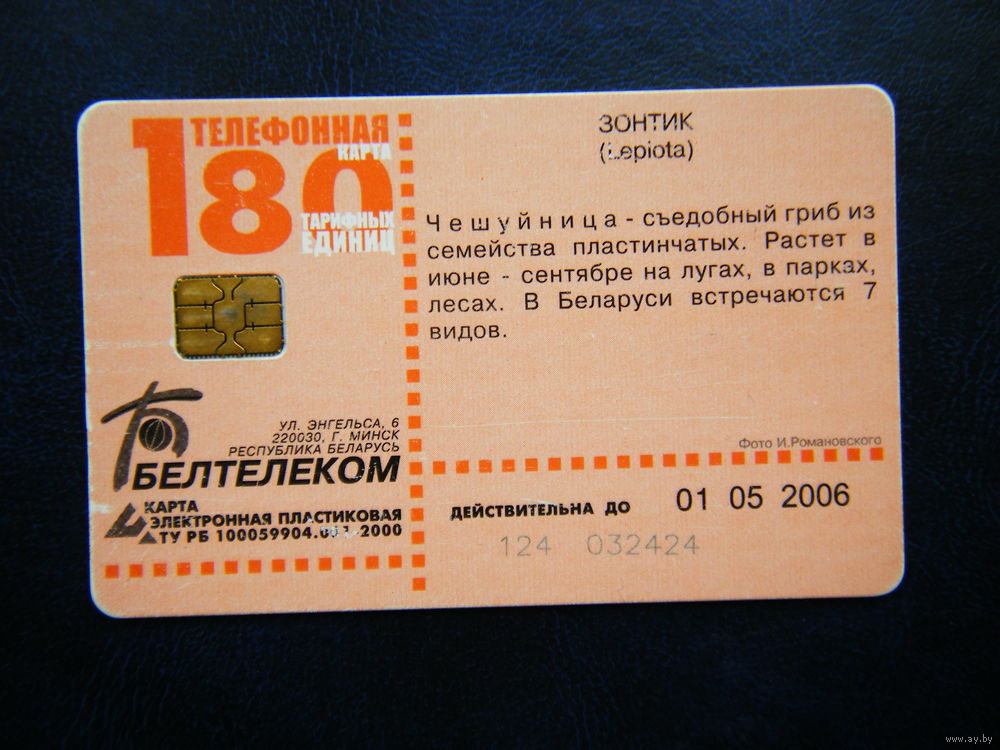 180
ТЕЛЕФОННАЯ
КАРТА
ТАРИФНЫХ
ЕДИНИЦ
ЗОНТИК
(Lepiota)
Чешуйница - съедобный гриб из
семейства пластинчатых. Растет в
июне - сентябре на лугах, в парках,
лесах. В Беларуси встречаются 7
видов.
Фото И.Романовского
УЛ. ЭНГЕЛЬСА, 6
220030, Г. МИНСК
РЕСПУБЛИКА БЕЛАРУСЬ
БЕЛТЕЛЕКОМ
КАРТА
ЭЛЕКТРОННАЯ ПЛАСТИКОВАЯ
ТУ РБ 100059904.001-2000
ДЕЙСТВИТЕЛЬНА ДО 01 05 2006
124 032424
www.ay.by